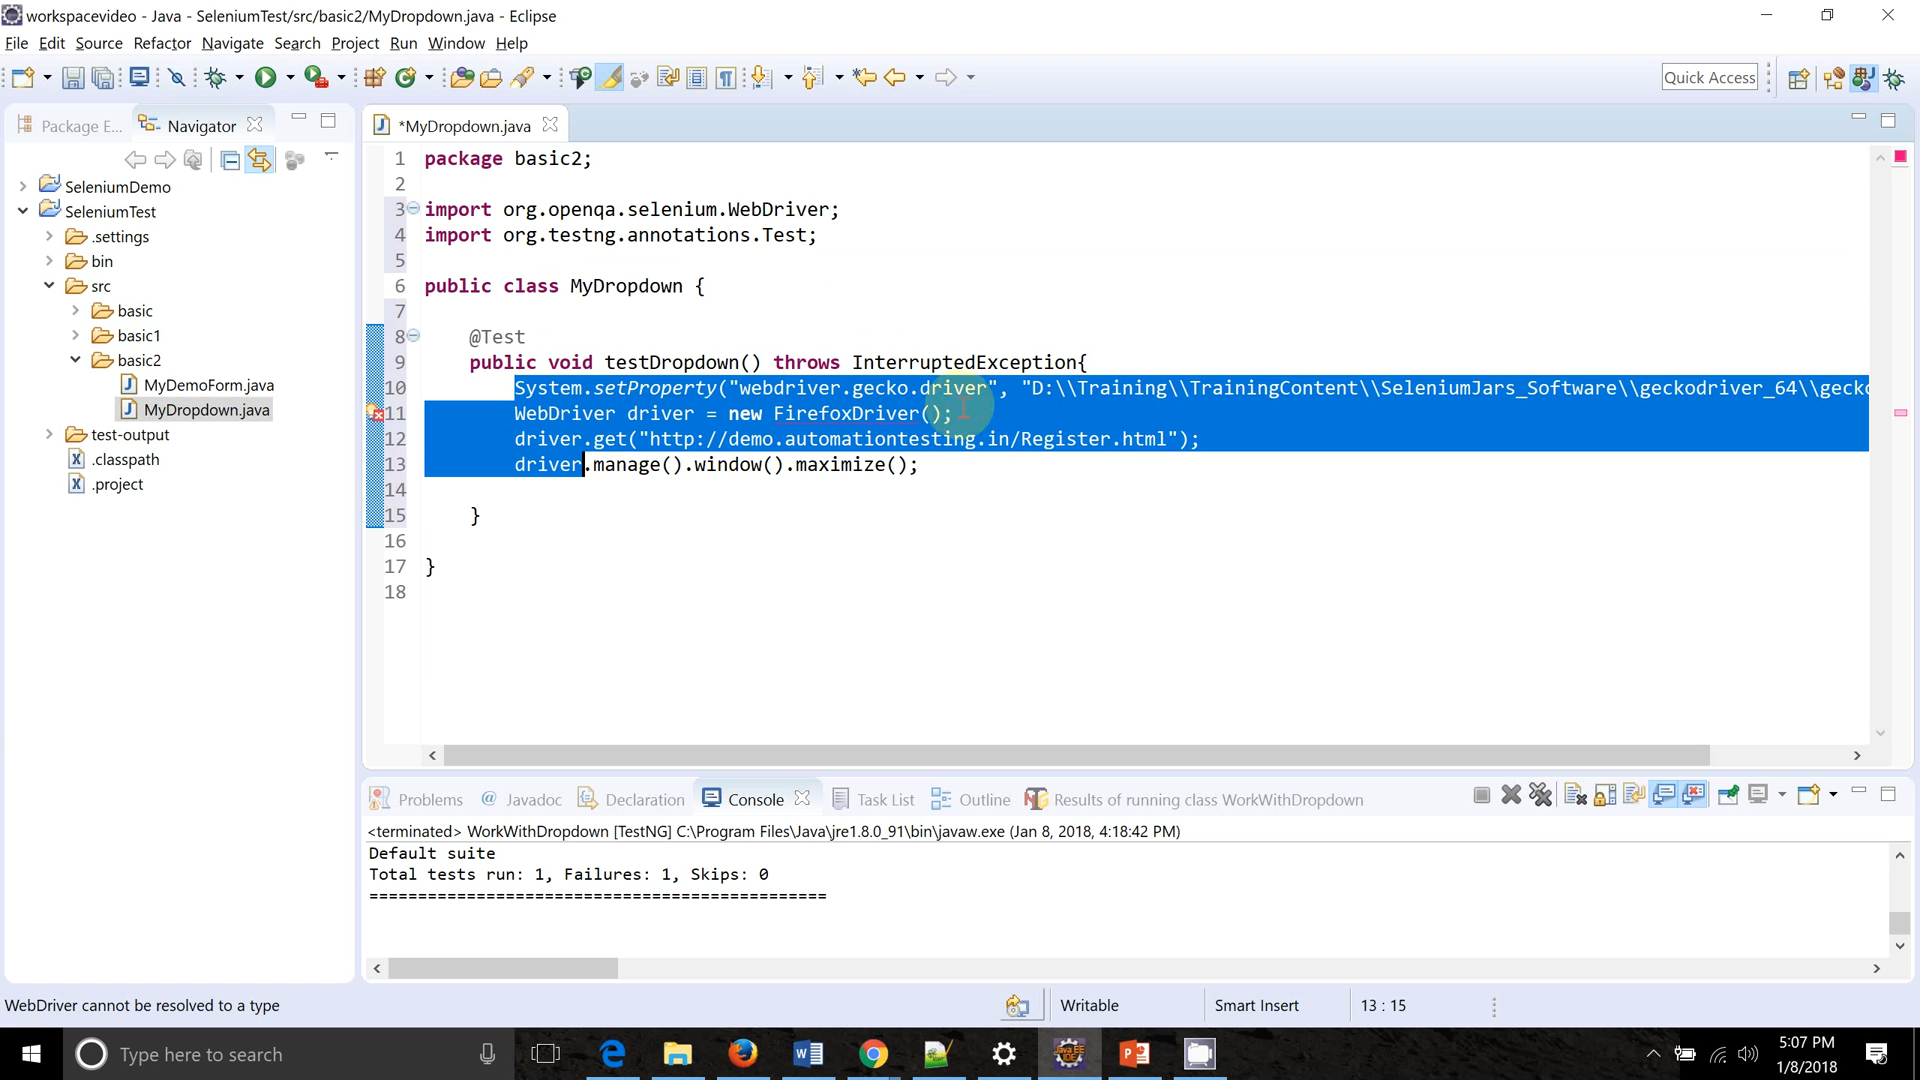 workspacevideo - Java - SeleniumTest/src/basic2/MyDropdown.java - Eclipse
File Edit Source Refactor Navigate Search Project Run Window Help
Quick Access
Package E... Navigator
SeleniumDemo
SeleniumTest
.settings
bin
src
basic
basic1
basic2
MyDemoForm.java
MyDropdown.java
test-output
.classpath
.project
*MyDropdown.java
1 package basic2;
2
3 import org.openqa.selenium.WebDriver;
4 import org.testng.annotations.Test;
5
6 public class MyDropdown {
7
8 @Test
9 public void testDropdown() throws InterruptedException{
10 System.setProperty("webdriver.gecko.driver", "D:\\Training\\TrainingContent\\SeleniumJars_Software\\geckodriver_64\\gecko
11 WebDriver driver = new FirefoxDriver();
12 driver.get("http://demo.automationtesting.in/Register.html");
13 driver.manage().window().maximize();
14
15 }
16
17 }
18
Problems @ Javadoc Declaration Console Task List Outline Results of running class WorkWithDropdown
<terminated> WorkWithDropdown [TestNG] C:\Program Files\Java\jre1.8.0_91\bin\javaw.exe (Jan 8, 2018, 4:18:42 PM)
Default suite
Total tests run: 1, Failures: 1, Skips: 0
===============================================
WebDriver cannot be resolved to a type
Writable
Smart Insert
13 : 15
Type here to search
5:07 PM
1/8/2018